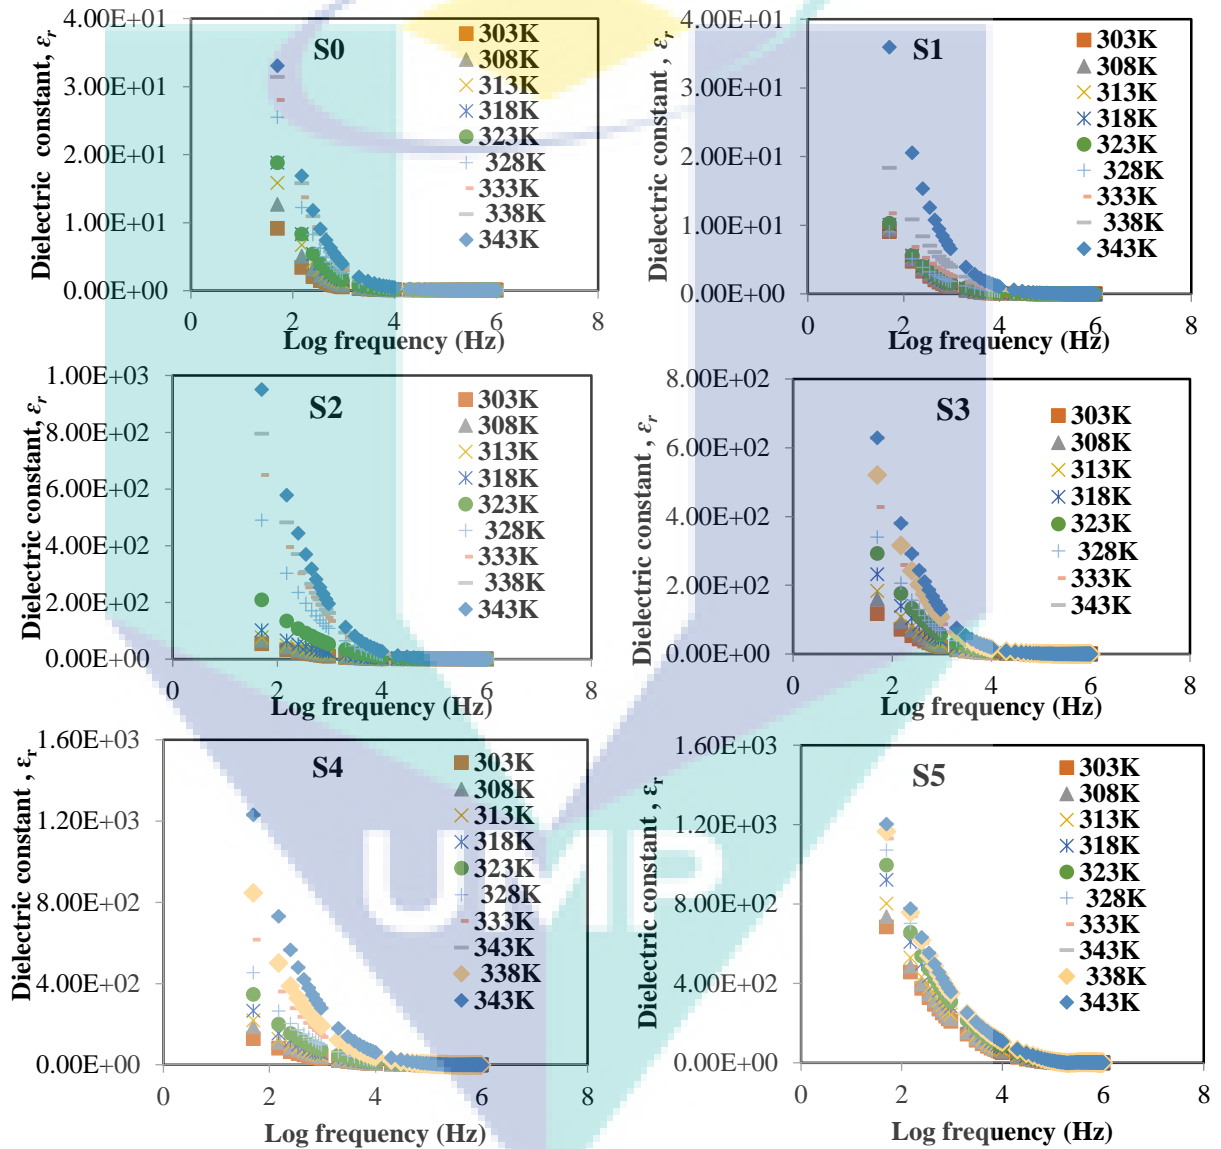 S0
Dielectric constant, εr
4.00E+01
3.00E+01
2.00E+01
1.00E+01
0.00E+00
0 2 4 6 8
Log frequency (Hz)
303K
308K
313K
318K
323K
328K
333K
338K
343K
S1
Dielectric constant, εr
4.00E+01
2.00E+01
0.00E+00
0 2 4 6 8
Log frequency (Hz)
303K
308K
313K
318K
323K
328K
333K
338K
343K
S2
Dielectric constant, εr
1.00E+03
8.00E+02
6.00E+02
4.00E+02
2.00E+02
0.00E+00
0 2 4 6 8
Log frequency (Hz)
303K
308K
313K
318K
323K
328K
333K
338K
343K
S3
Dielectric constant , εr
8.00E+02
6.00E+02
4.00E+02
2.00E+02
0.00E+00
0 2 4 6 8
Log frequency (Hz)
303K
308K
313K
318K
323K
328K
333K
343K
S4
Dielectric constant , εr
1.60E+03
1.20E+03
8.00E+02
4.00E+02
0.00E+00
0 2 4 6 8
Log frequency (Hz)
303K
308K
313K
318K
323K
328K
333K
343K
338K
343K
S5
Dielectric constant , εr
1.60E+03
1.20E+03
8.00E+02
4.00E+02
0.00E+00
0 2 4 6 8
Log frequency (Hz)
303K
308K
313K
318K
323K
328K
333K
343K
338K
343K
UMP